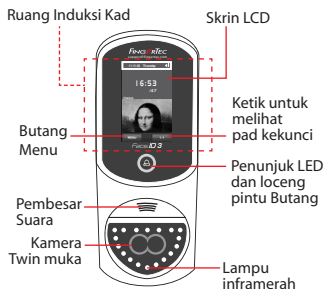 Ruang Induksi Kad
Skrin LCD
FINGERTEC
16:53
:47
Ketik untuk
melihat
pad kekunci
Butang
Menu
Face ID 3
Penunjuk LED
dan loceng
pintu Butang
Pembesar
Suara
Kamera
Twin muka
Lampu
inframerah